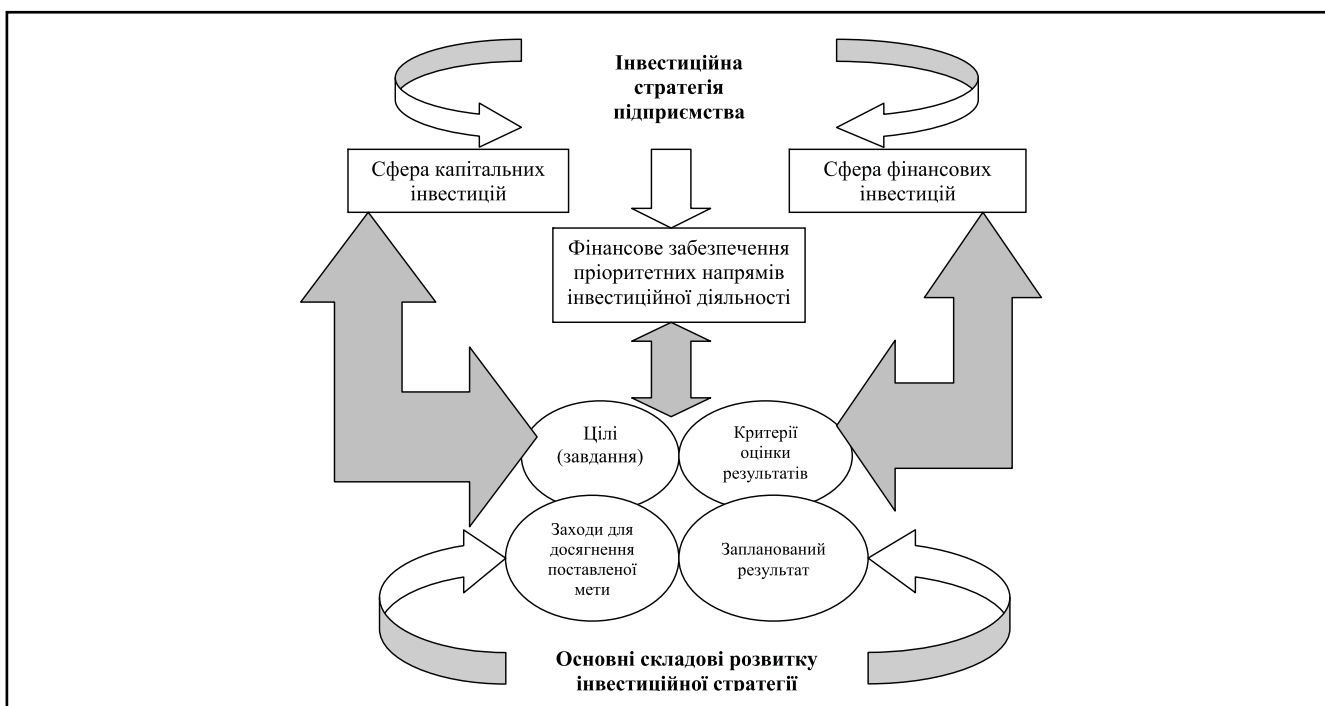 Інвестиційна
стратегія
підприємства
Сфера капітальних
інвестицій
Сфера фінансових
інвестицій
Фінансове забезпечення
пріоритетних напрямів
інвестиційної діяльності
Цілі
(завдання)
Критерії
оцінки
результатів
Заходи для
досягнення
поставленої
мети
Запланований
результат
Основні складові розвитку
інвестиційної стратегії